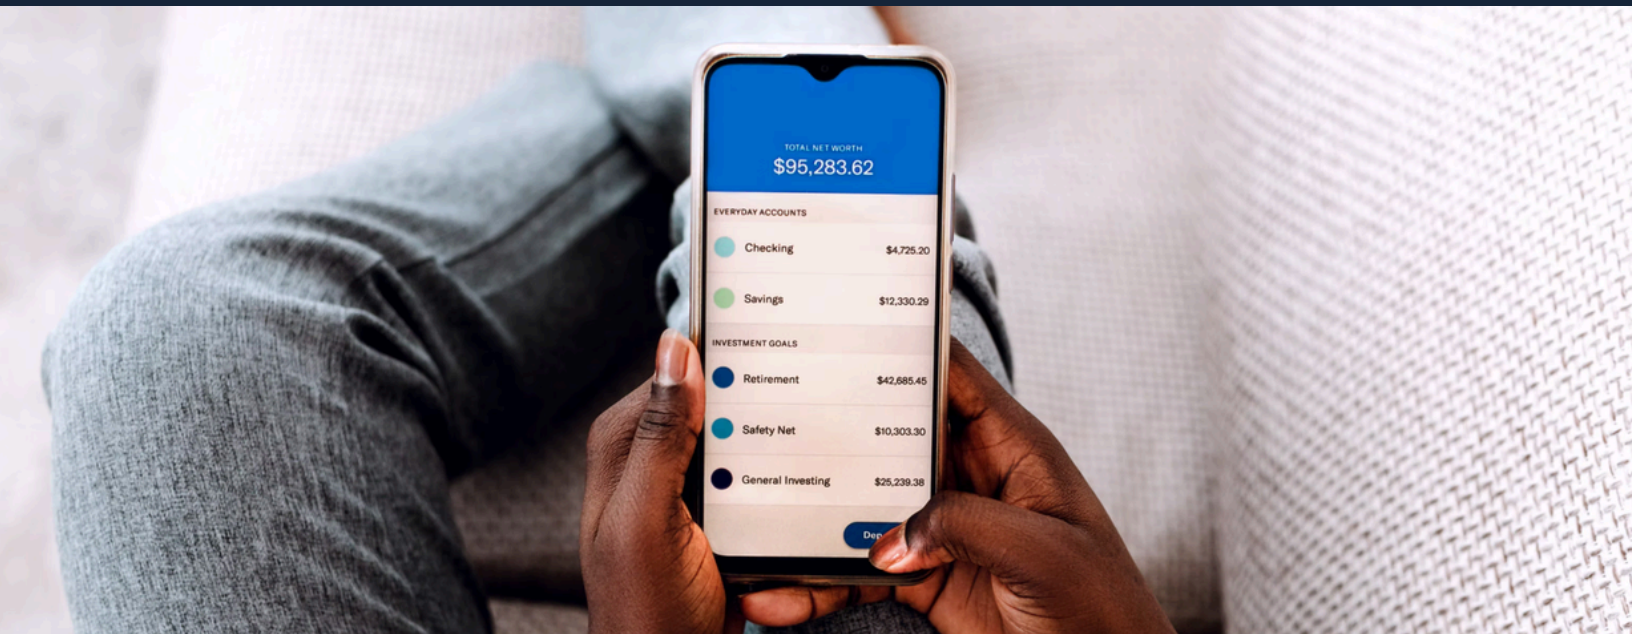 TOTAL NET WORTH
$95,283.62
EVERYDAY ACCOUNTS
Checking $4,725.20
Savings $12,330.29
INVESTMENT GOALS
Retirement $42,685.45
Safety Net $10,303.30
General Investing $25,239.38